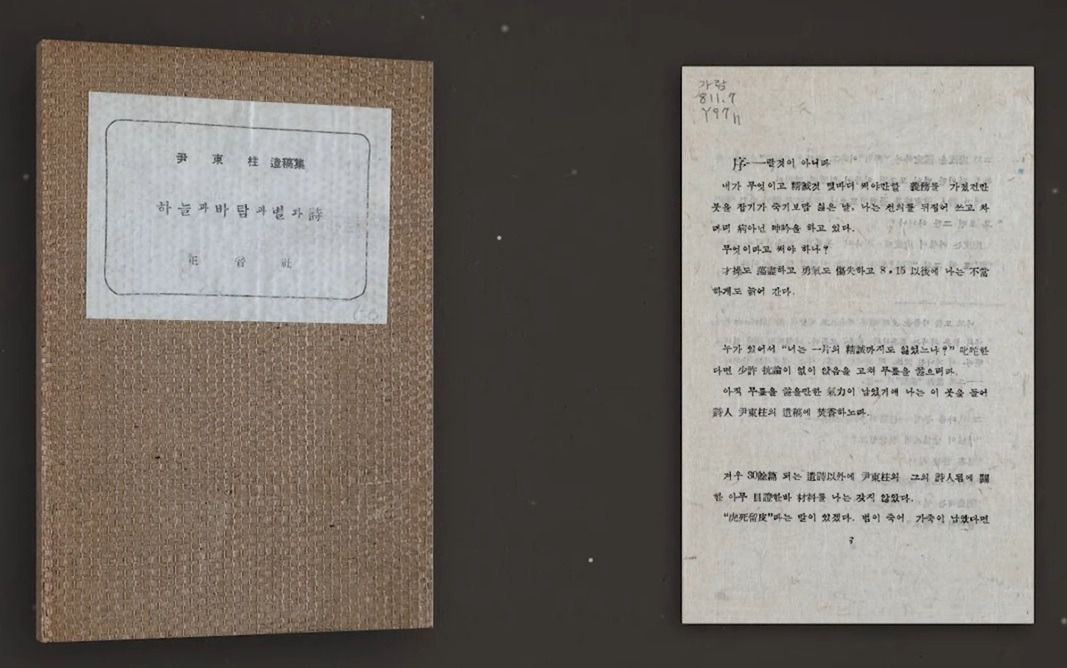 尹東柱 遺稿集
하늘과바람과별과詩
正音社
가람
811.7
Y97h
序—랄것이 아니라
내가 무엇이고 精誠껏 몇마디 써야만할 義務를 가졌건만
붓을 잡기가 죽기보담 싫은 날, 나는 천의를 뒤집어 쓰고 차
라리 病아닌 呻吟을 하고 있다.
무엇이라고 써야 하나?
才操도 蕩盡하고 勇氣도 傷失하고 8.15 以後에 나는 不當
하게도 늙어 간다.
누가 있어서 "너는 一片의 精誠까지도 잃었느냐?" 叱咤한
다면 少許 抗論이 없이 앉음을 고쳐 무릎을 꿇으리라.
아직 무릎을 꿇을만한 氣力이 남았기에 나는 이 붓을 들어
詩人 尹東柱의 遺稿에 焚香하노라.
겨우 30餘篇 되는 遺詩以外에 尹東柱의 그의 詩人됨에 關
한 아무 目證한바 材料를 나는 갖지 않았다.
"虎死留皮"라는 말이 있겠다. 범이 죽어 가죽이 남았다면